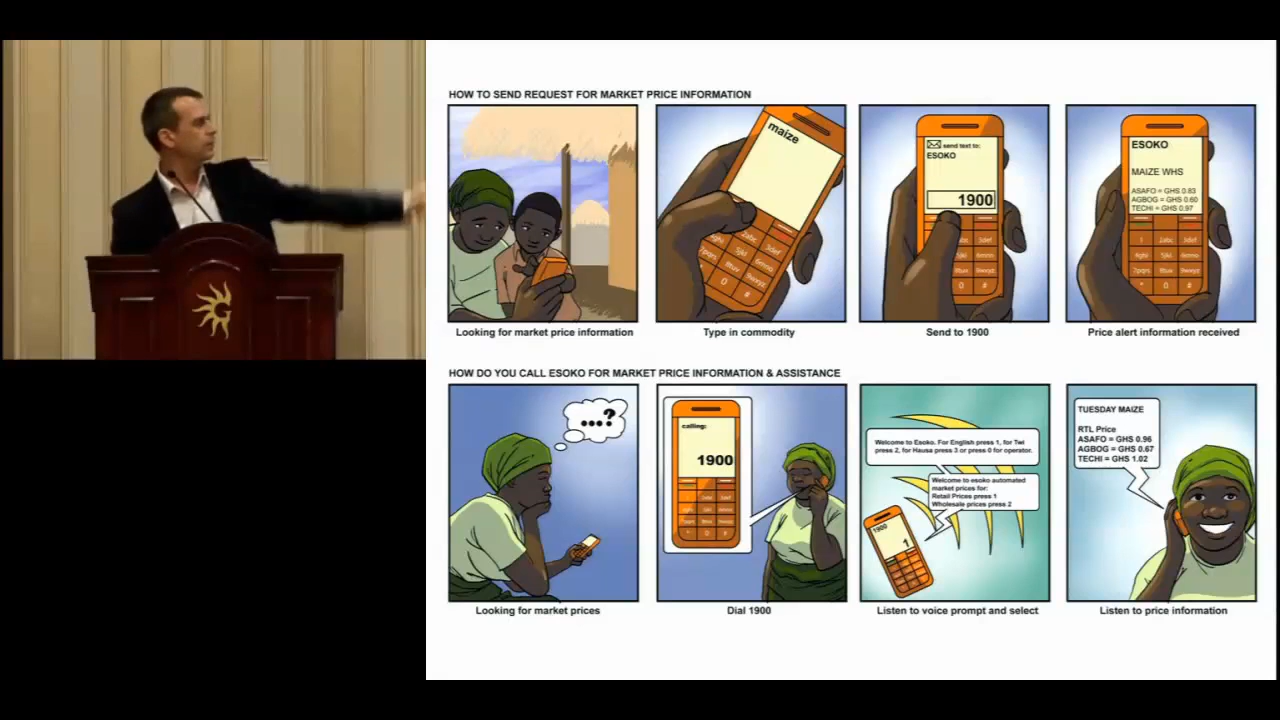 HOW TO SEND REQUEST FOR MARKET PRICE INFORMATION
maize
send text to:
ESOKO
1900
ESOKO
MAIZE WHS
ASAFO = GHS 0.83
AGBOG = GHS 0.60
TECHI = GHS 0.97
Looking for market price information
Type in commodity
Send to 1900
Price alert information received
HOW DO YOU CALL ESOKO FOR MARKET PRICE INFORMATION & ASSISTANCE
....?
calling:
1900
Welcome to Esoko. For English press 1, for Twi
press 2, for Hausa press 3 or press 0 for operator.
Welcome to esoko automated
market prices for:
Retail Prices press 1
Wholesale prices press 2
1900
1
TUESDAY MAIZE
RTL Price
ASAFO = GHS 0.96
AGBOG = GHS 0.67
TECHI = GHS 1.02
Looking for market prices
Dial 1900
Listen to voice prompt and select
Listen to price information